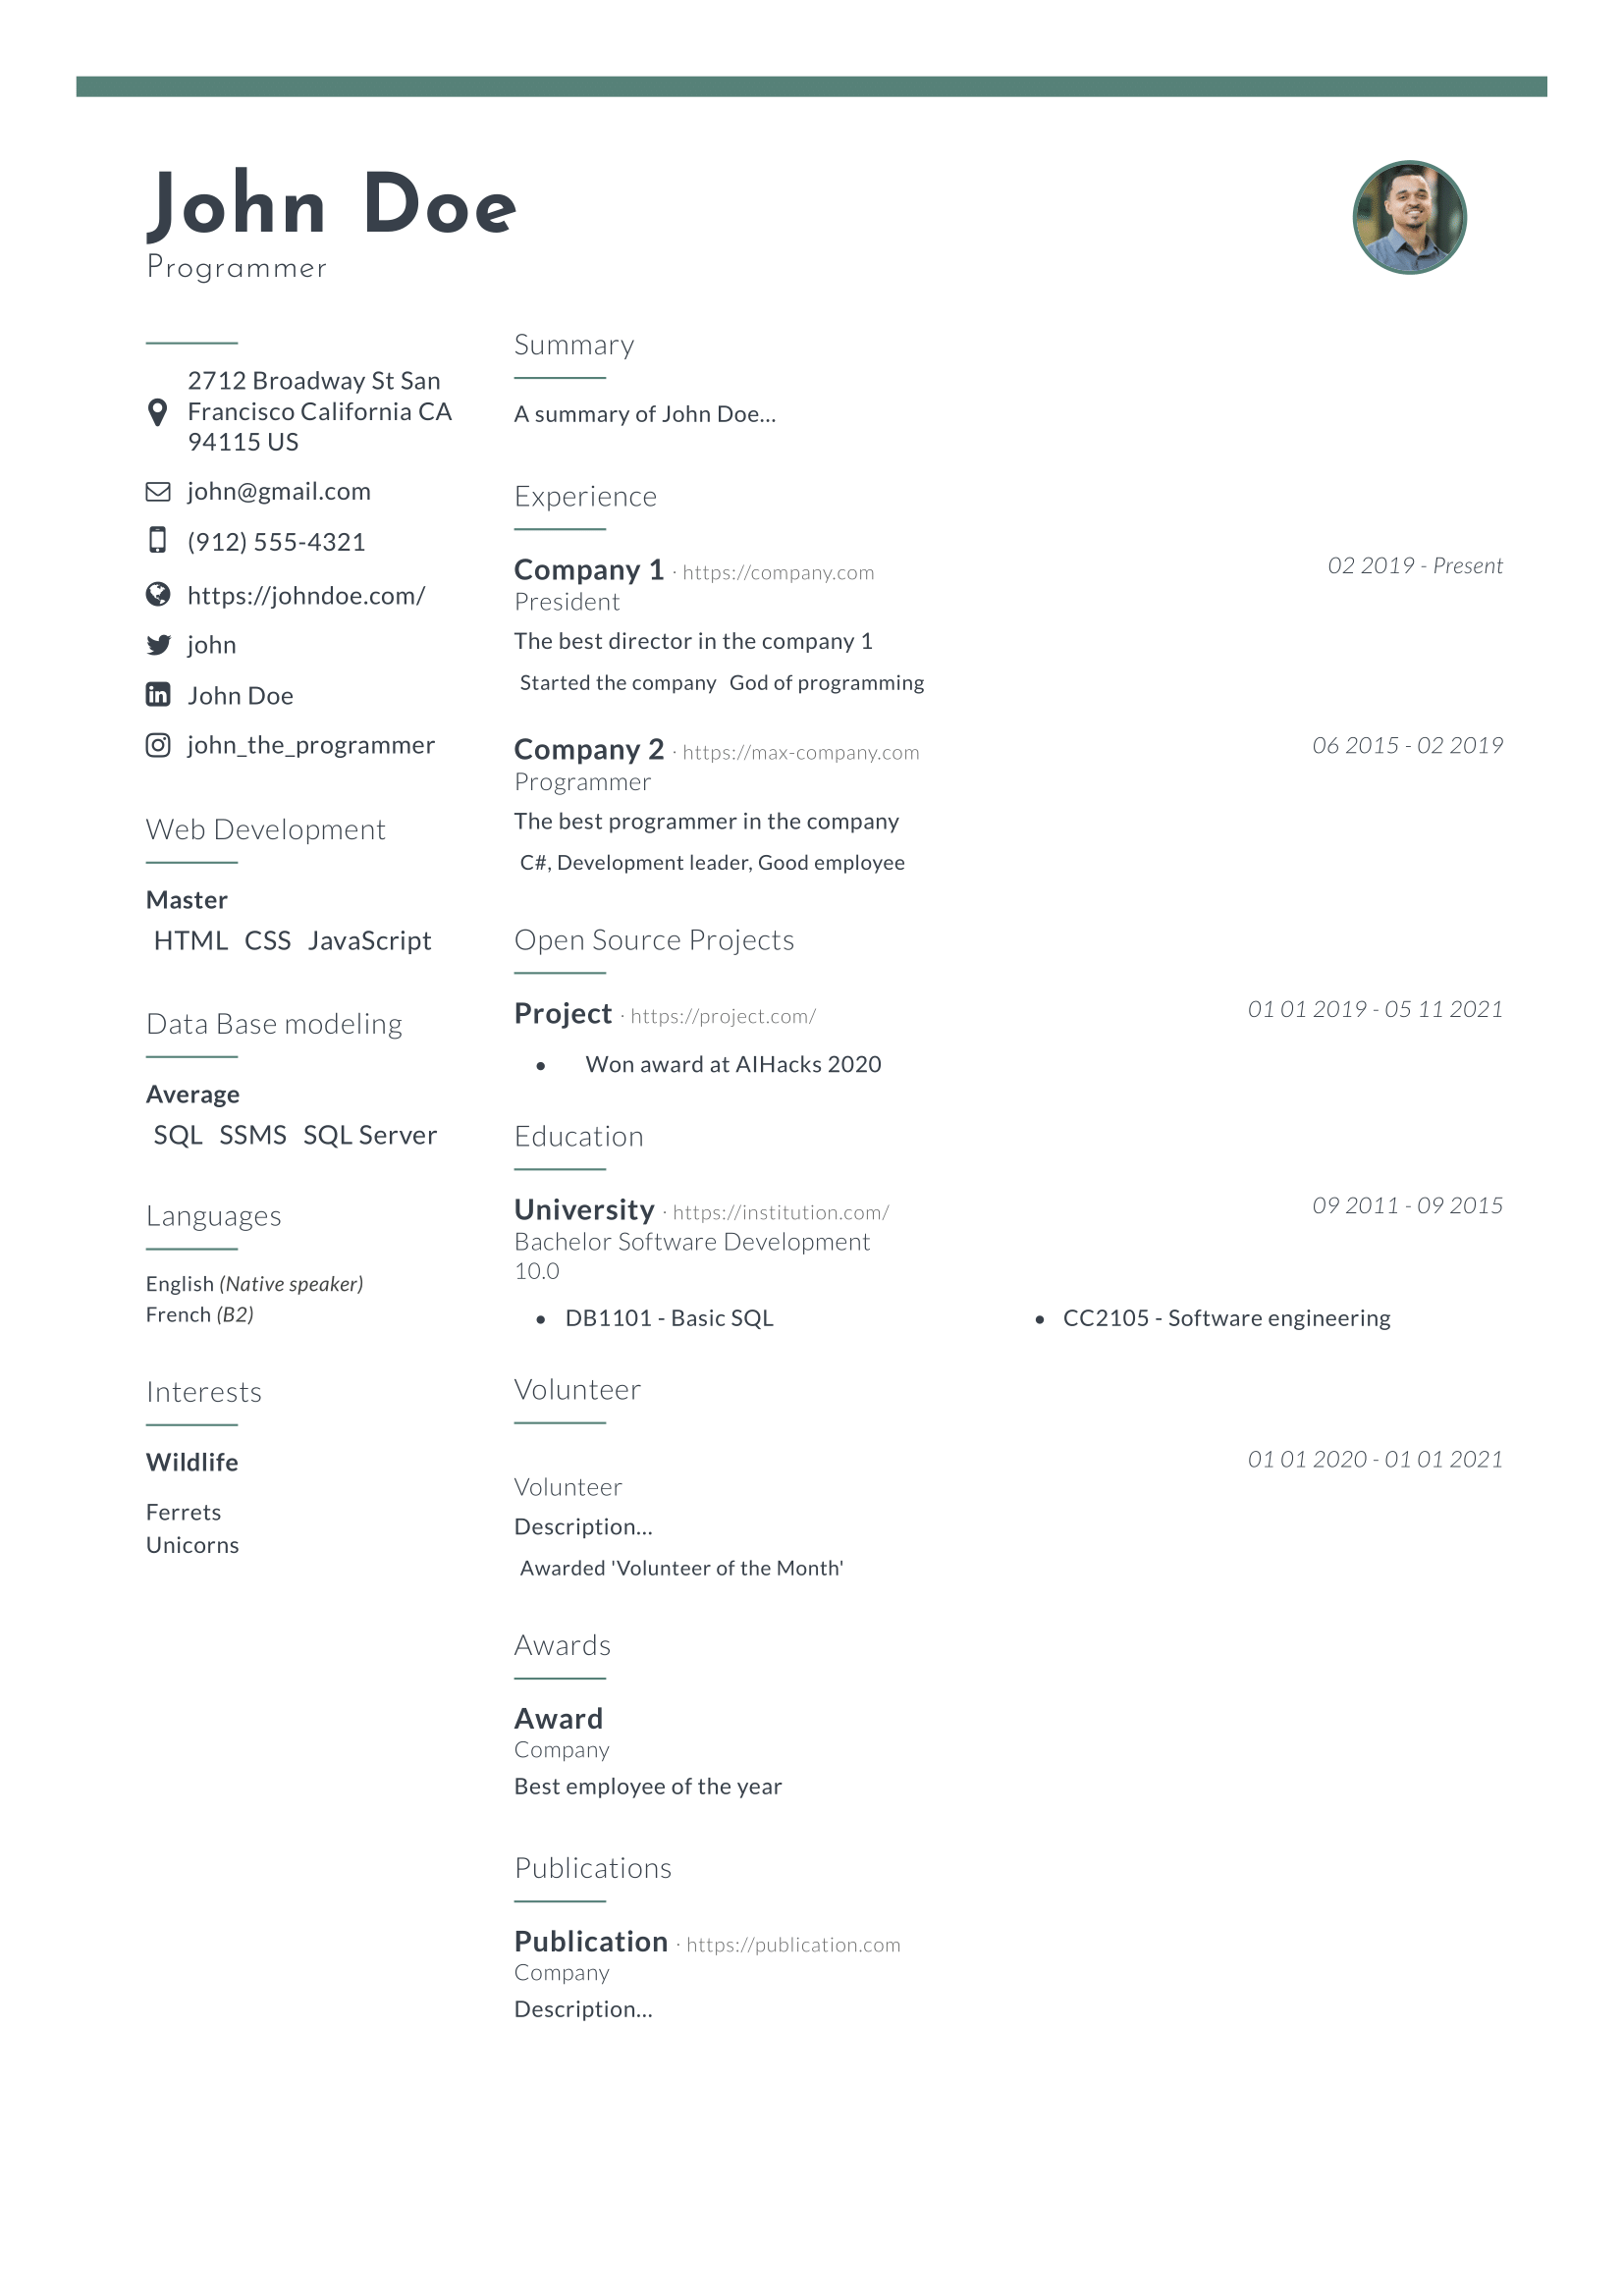 John Doe
Programmer
2712 Broadway St San
Francisco California CA
94115 US
john@gmail.com
(912) 555-4321
https://johndoe.com/
john
John Doe
john_the_programmer
Web Development
Master
HTML CSS JavaScript
Data Base modeling
Average
SQL SSMS SQL Server
Languages
English (Native speaker)
French (B2)
Interests
Wildlife
Ferrets
Unicorns
Summary
A summary of John Doe...
Experience
Company 1 · https://company.com 02 2019 - Present
President
The best director in the company 1
Started the company God of programming
Company 2 · https://max-company.com 06 2015 - 02 2019
Programmer
The best programmer in the company
C#, Development leader, Good employee
Open Source Projects
Project · https://project.com/ 01 01 2019 - 05 11 2021
• Won award at AIHacks 2020
Education
University · https://institution.com/ 09 2011 - 09 2015
Bachelor Software Development
10.0
• DB1101 - Basic SQL • CC2105 - Software engineering
Volunteer
01 01 2020 - 01 01 2021
Volunteer
Description...
Awarded 'Volunteer of the Month'
Awards
Award
Company
Best employee of the year
Publications
Publication · https://publication.com
Company
Description...